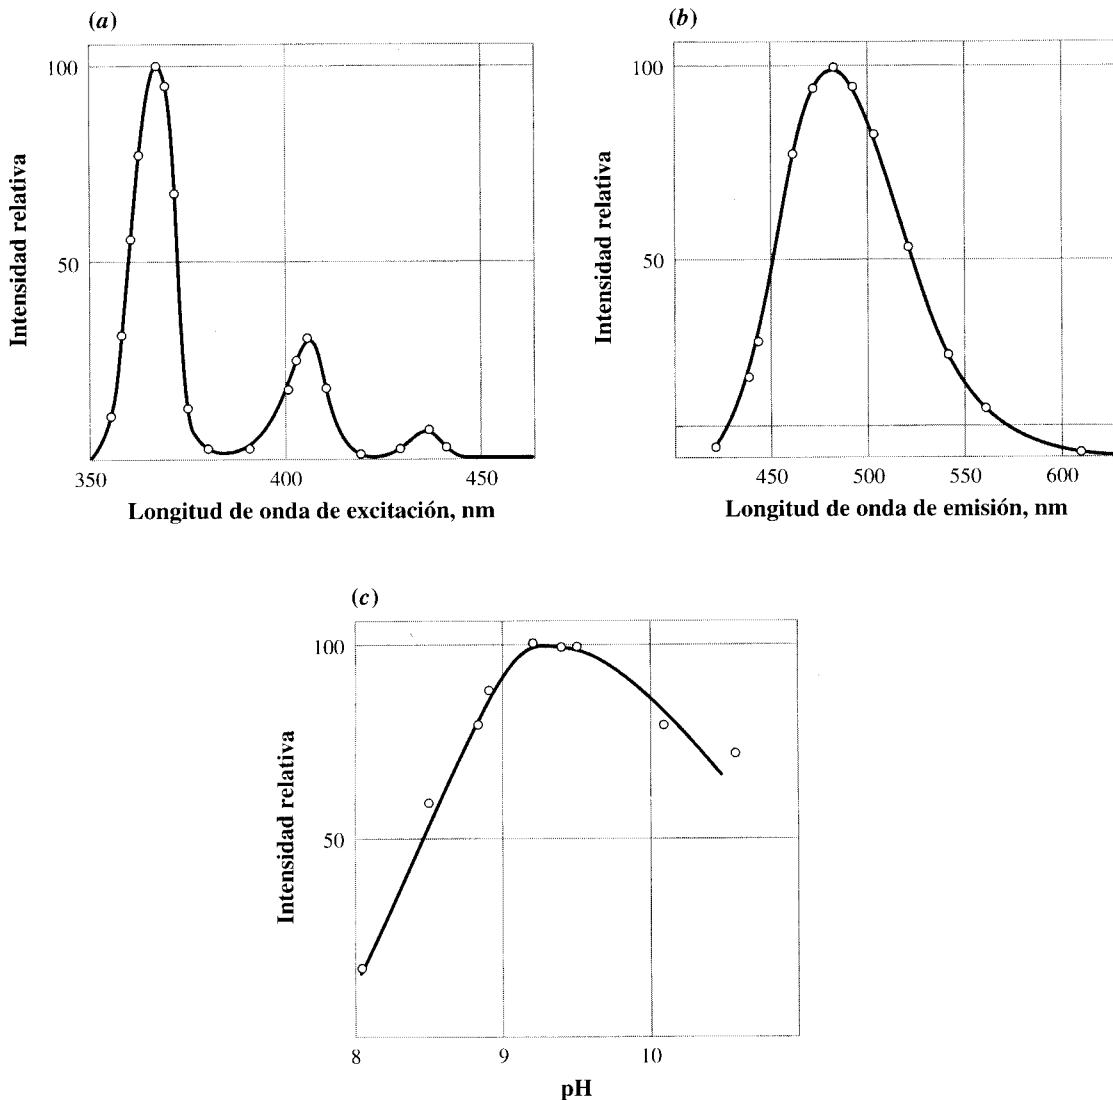 (a)
100
50
Intensidad relativa
350 400 450
Longitud de onda de excitación, nm
(b)
100
50
Intensidad relativa
450 500 550 600
Longitud de onda de emisión, nm
(c)
100
50
Intensidad relativa
8 9 10
pH